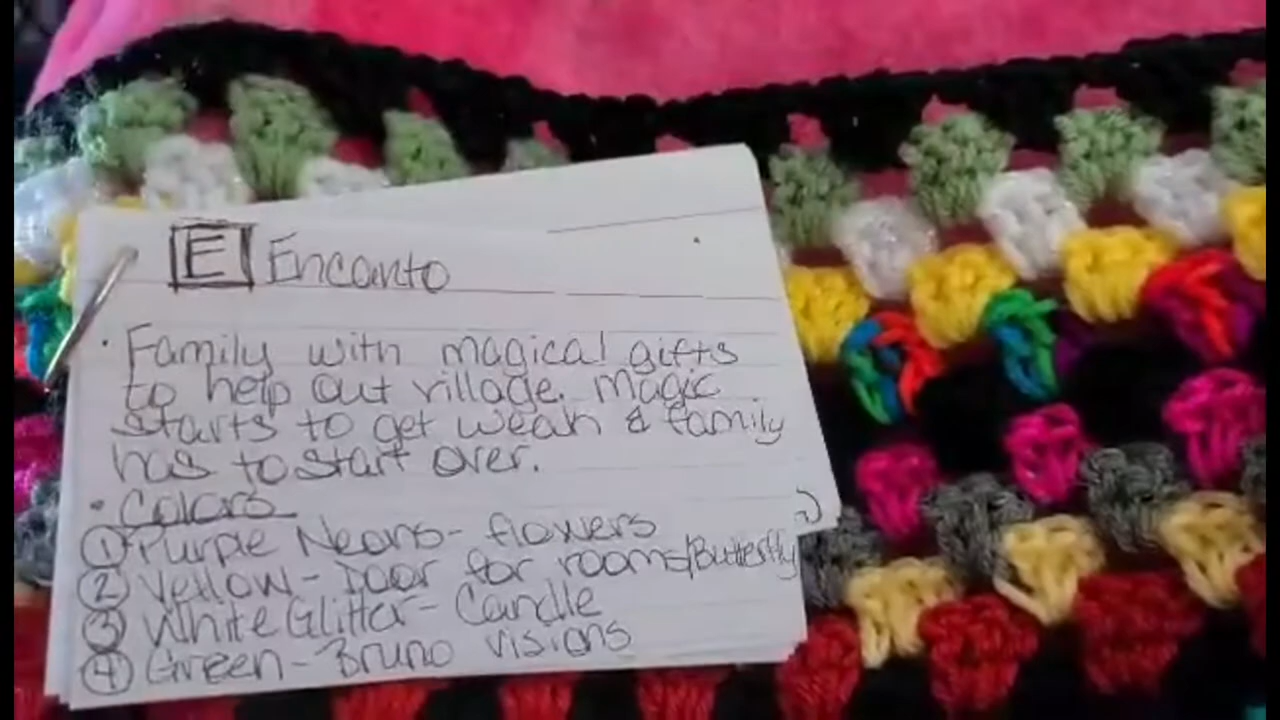 E Encanto
• Family with magical gifts
to help out village. Magic
starts to get weak & family
has to start over.
• Colors
① Purple Neons - flowers
② Yellow - Door for rooms/Butterfly
③ White Glitter - Candle
④ Green - Bruno visions